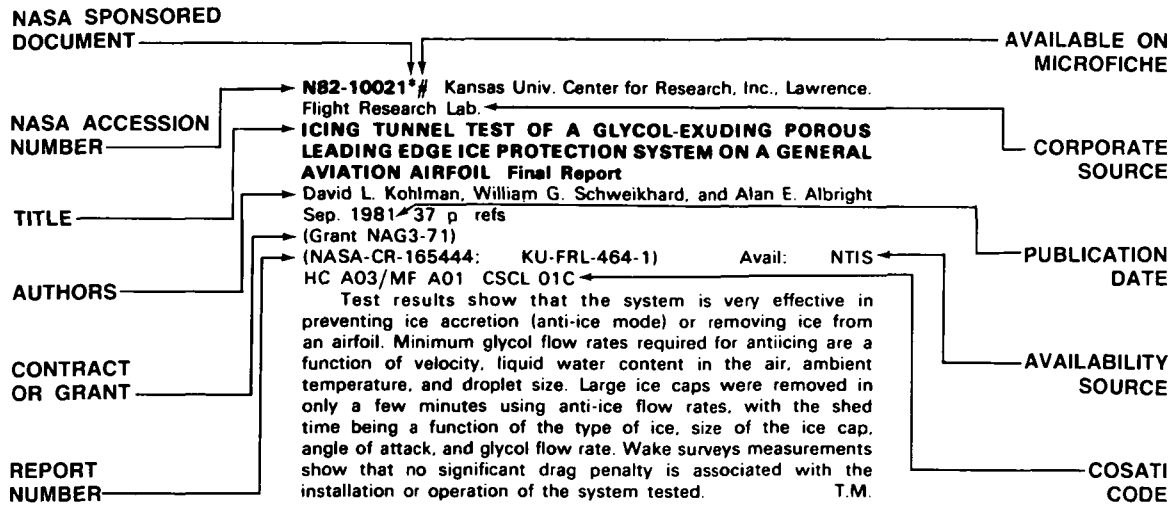 NASA SPONSORED
DOCUMENT
NASA ACCESSION
NUMBER
TITLE
AUTHORS
CONTRACT
OR GRANT
REPORT
NUMBER
N82-10021*# Kansas Univ. Center for Research, Inc., Lawrence.
Flight Research Lab.
ICING TUNNEL TEST OF A GLYCOL-EXUDING POROUS
LEADING EDGE ICE PROTECTION SYSTEM ON A GENERAL
AVIATION AIRFOIL Final Report
David L. Kohlman, William G. Schweikhard, and Alan E. Albright
Sep. 1981 37 p refs
(Grant NAG3-71)
(NASA-CR-165444; KU-FRL-464-1) Avail: NTIS
HC A03/MF A01 CSCL 01C
Test results show that the system is very effective in
preventing ice accretion (anti-ice mode) or removing ice from
an airfoil. Minimum glycol flow rates required for antiicing are a
function of velocity, liquid water content in the air, ambient
temperature, and droplet size. Large ice caps were removed in
only a few minutes using anti-ice flow rates, with the shed
time being a function of the type of ice, size of the ice cap,
angle of attack, and glycol flow rate. Wake surveys measurements
show that no significant drag penalty is associated with the
installation or operation of the system tested. T.M.
AVAILABLE ON
MICROFICHE
CORPORATE
SOURCE
PUBLICATION
DATE
AVAILABILITY
SOURCE
COSATI
CODE